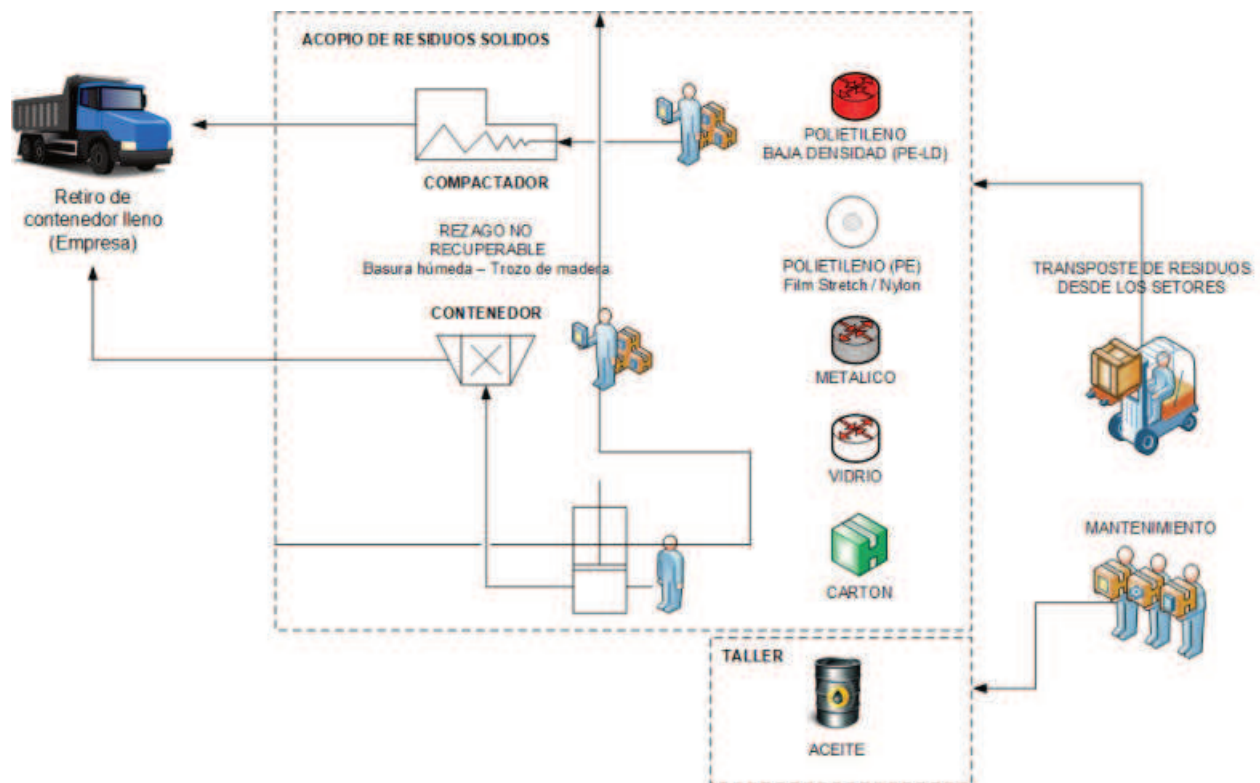 ACOPIO DE RESIDUOS SOLIDOS
COMPACTADOR
Retiro de
contenedor lleno
(Empresa)
REZAGO NO
RECUPERABLE
Basura húmeda – Trozo de madera
CONTENEDOR
POLIETILENO
BAJA DENSIDAD (PE-LD)
POLIETILENO (PE)
Film Stretch / Nylon
METALICO
VIDRIO
CARTON
TRANSPOSTE DE RESIDUOS
DESDE LOS SETORES
MANTENIMIENTO
TALLER
ACEITE